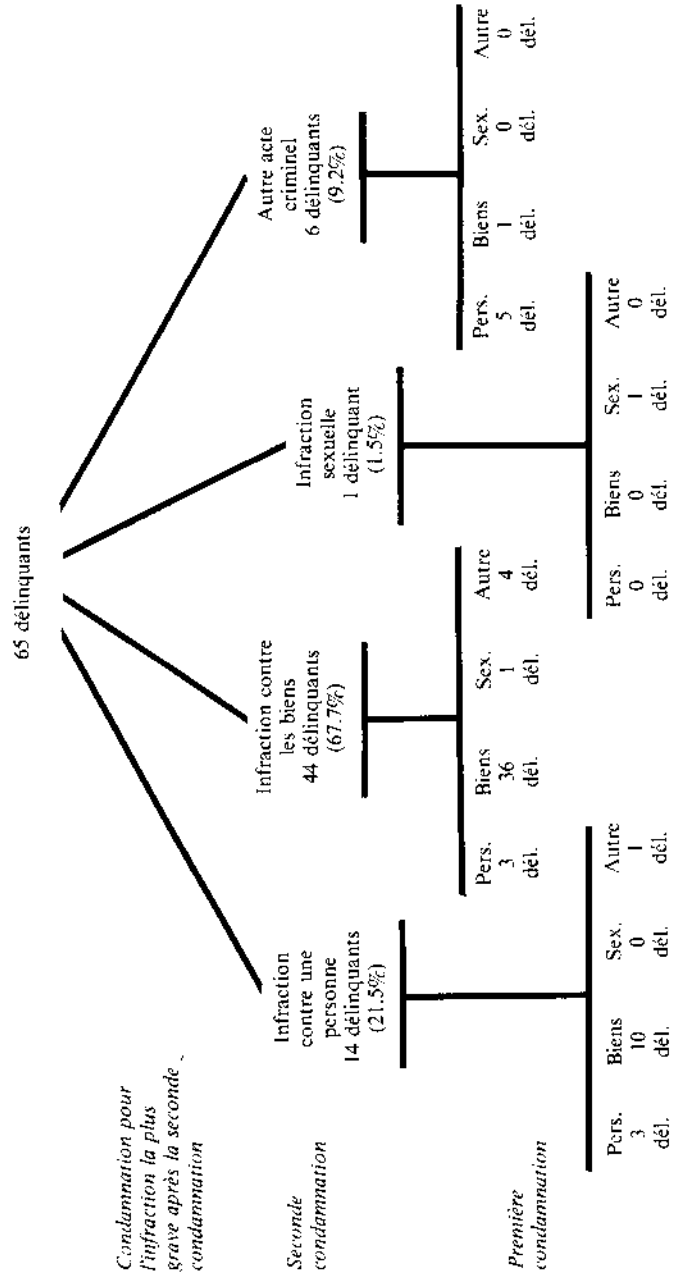 65 délinquants
Condamnation pour
l'infraction la plus
grave après la seconde
condamnation
Seconde
condamnation
Infraction
contre une
personne
14 délinquants
(21.5%)
Infraction contre
les biens
44 délinquants
(67.7%)
Infraction
sexuelle
1 délinquant
(1.5%)
Autre acte
criminel
6 délinquants
(9.2%)
Première
condamnation
Pers. Biens Sex. Autre
3 10 0 1
dél. dél. dél. dél.
Pers. Biens Sex. Autre
3 36 1 4
dél. dél. dél. dél.
Pers. Biens Sex. Autre
0 0 1 0
dél. dél. dél. dél.
Pers. Biens Sex. Autre
5 1 0 0
dél. dél. dél. dél.